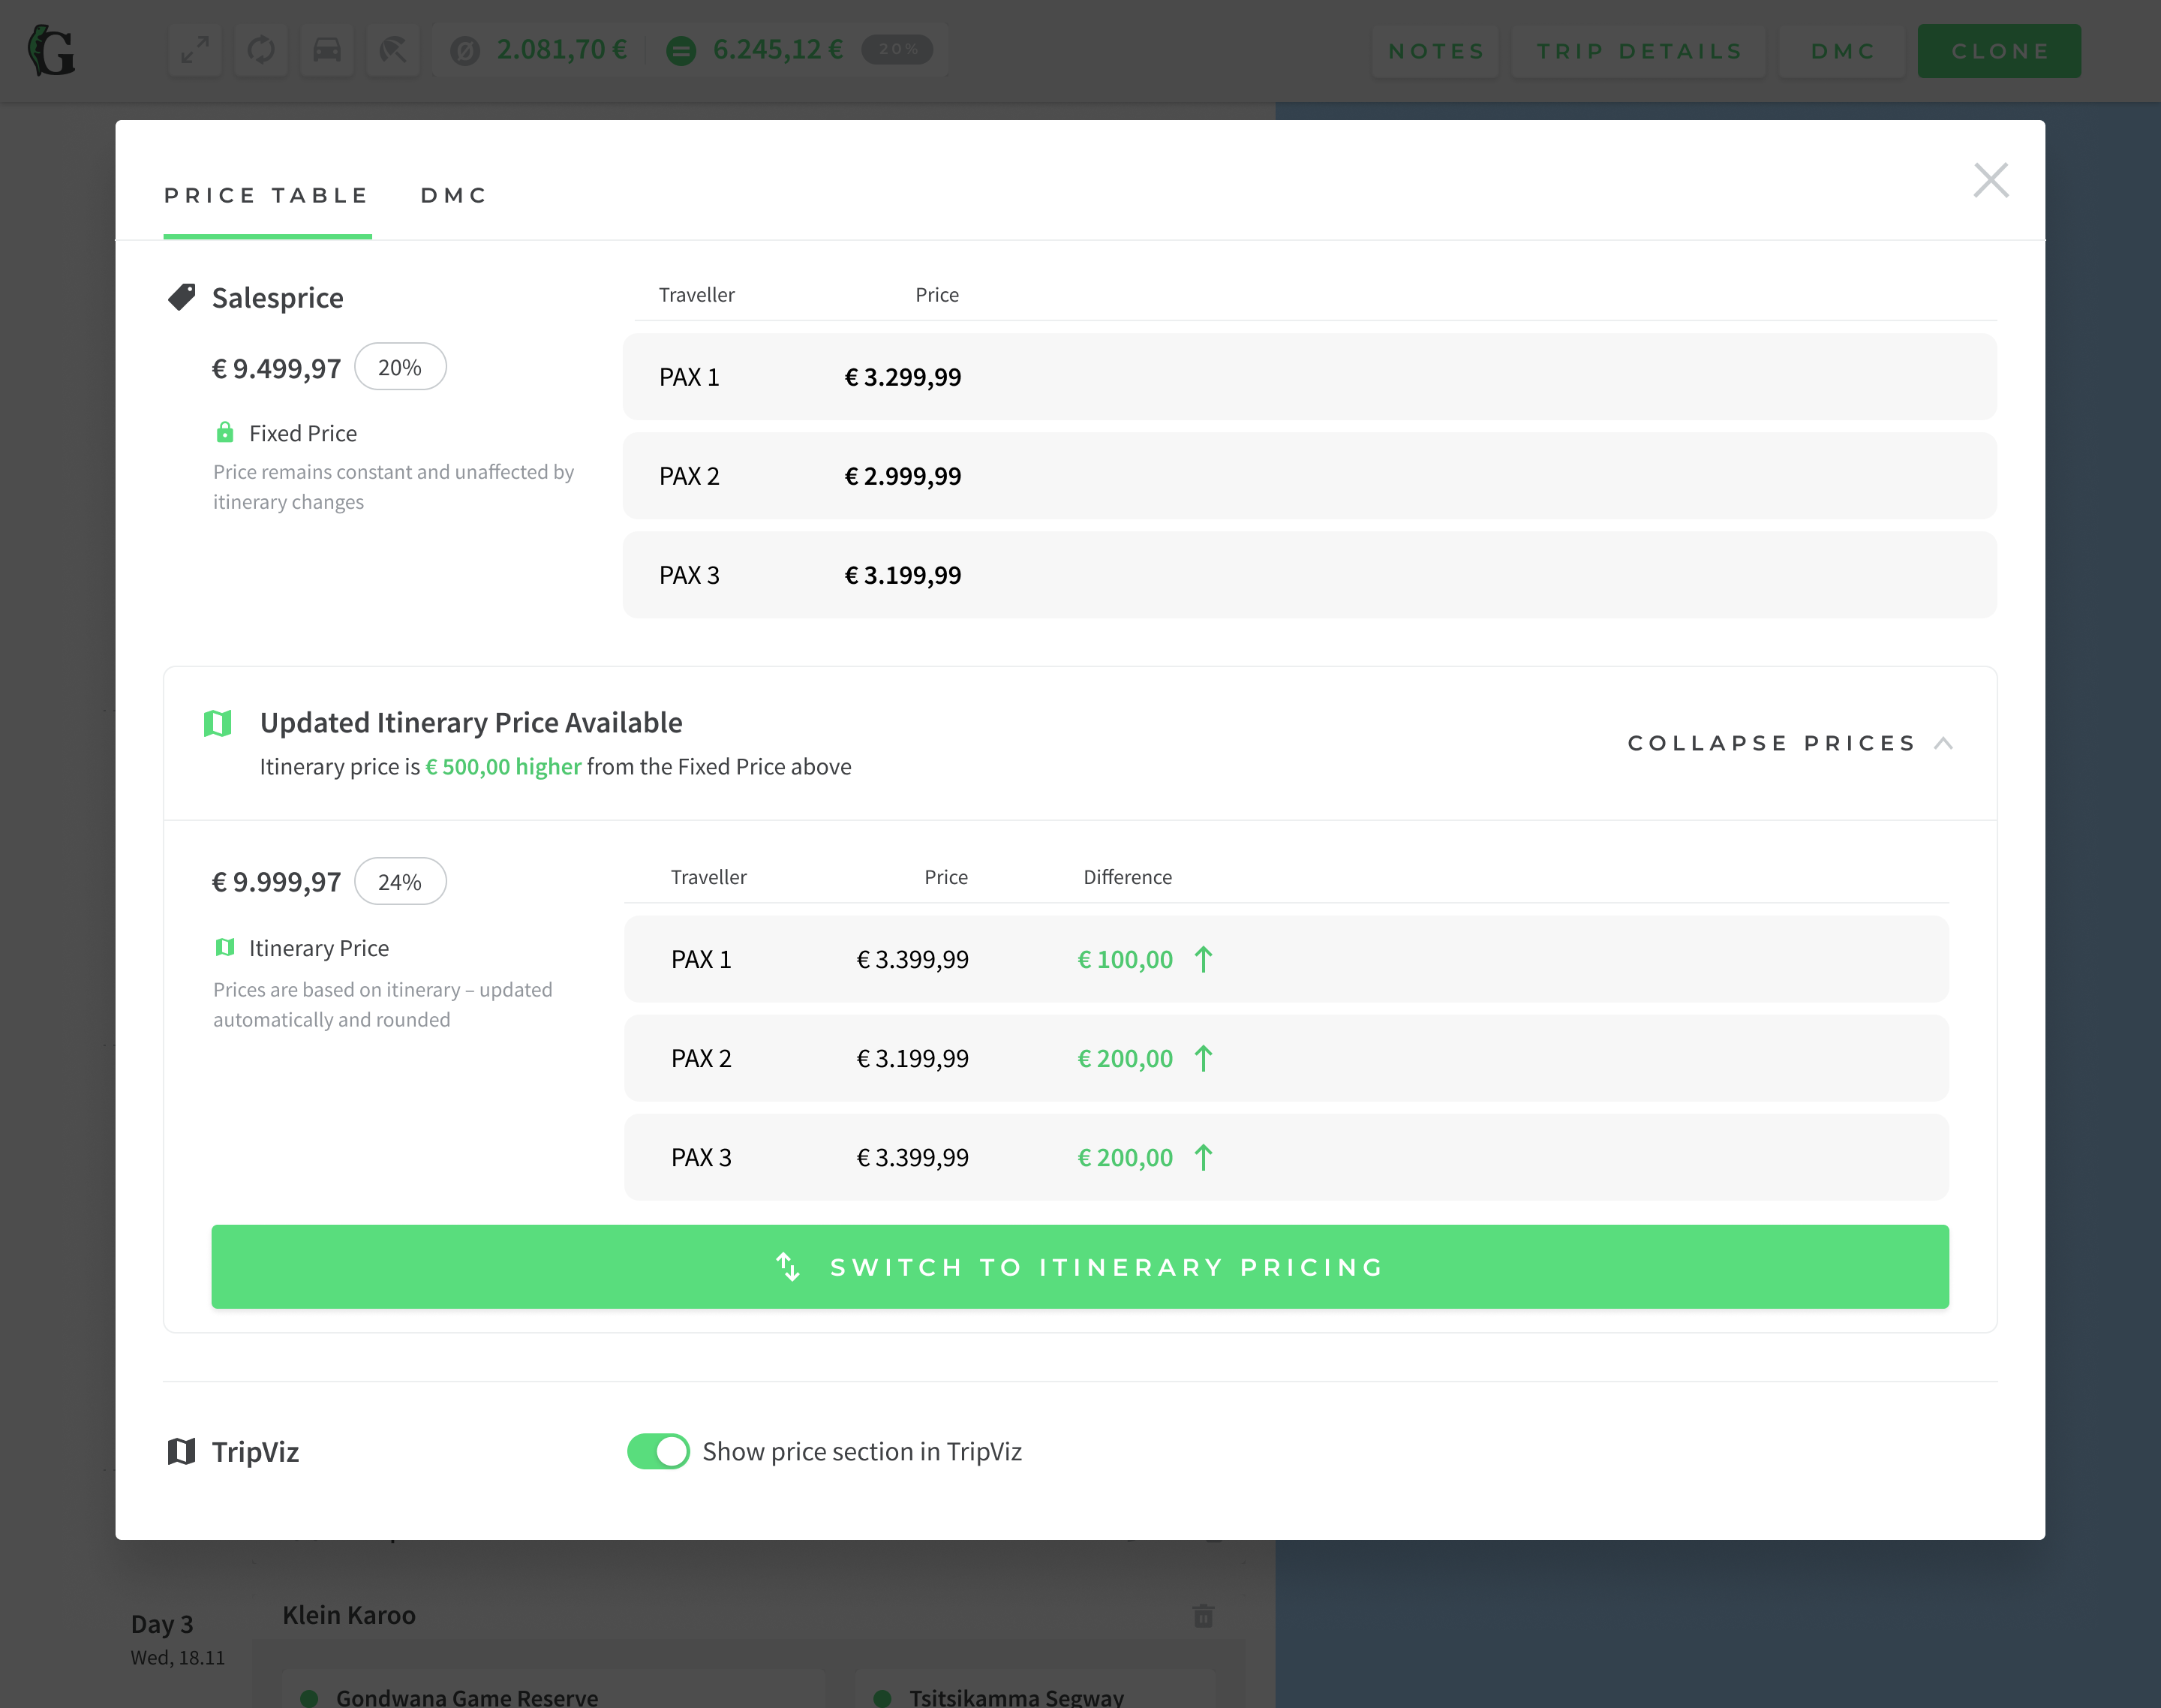 G
2.081,70 € 6.245,12 € 20%
NOTES TRIP DETAILS DMC CLONE
PRICE TABLE DMC
Salesprice
€ 9.499,97 20%
Fixed Price
Price remains constant and unaffected by
itinerary changes
Traveller Price
PAX 1 € 3.299,99
PAX 2 € 2.999,99
PAX 3 € 3.199,99
Updated Itinerary Price Available
Itinerary price is € 500,00 higher from the Fixed Price above
COLLAPSE PRICES
€ 9.999,97 24%
Itinerary Price
Prices are based on itinerary – updated
automatically and rounded
Traveller Price Difference
PAX 1 € 3.399,99 € 100,00
PAX 2 € 3.199,99 € 200,00
PAX 3 € 3.399,99 € 200,00
SWITCH TO ITINERARY PRICING
TripViz
Show price section in TripViz
Day 3
Wed, 18.11
Klein Karoo
Gondwana Game Reserve
Tsitsikamma Segway